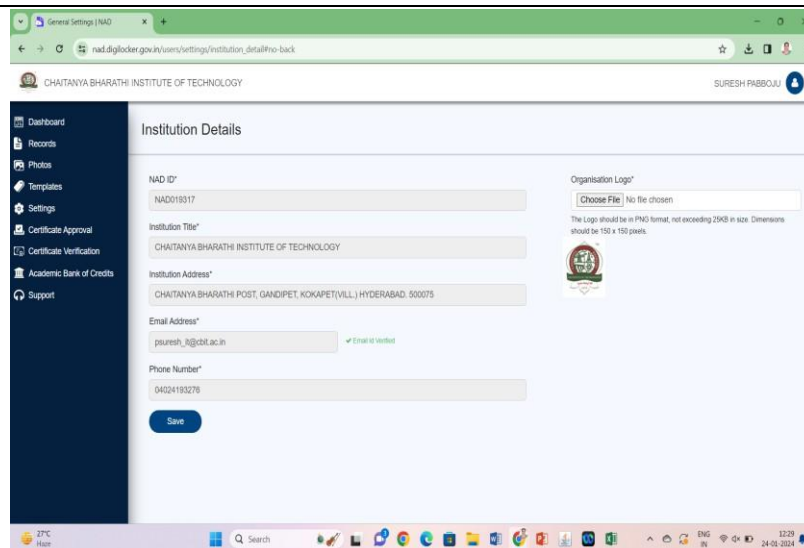 General Settings | NAD
nad.digilocker.gov.in/users/settings/institution_detail#no-back
CHAITANYA BHARATHI INSTITUTE OF TECHNOLOGY
SURESH PABBOJU
Dashboard
Records
Photos
Templates
Settings
Certificate Approval
Certificate Verification
Academic Bank of Credits
Support
Institution Details
NAD ID*
NAD019317
Institution Title*
CHAITANYA BHARATHI INSTITUTE OF TECHNOLOGY
Institution Address*
CHAITANYA BHARATHI POST, GANDIPET, KOKAPET(VILL.) HYDERABAD. 500075
Email Address*
psuresh_it@cbit.ac.in
Email Id Verified
Phone Number*
04024193276
Save
Organisation Logo*
Choose File No file chosen
The Logo should be in PNG format, not exceeding 25KB in size. Dimensions
should be 150 x 150 pixels.
27°C
Haze
Search
ENG
IN
12:29
24-01-2024